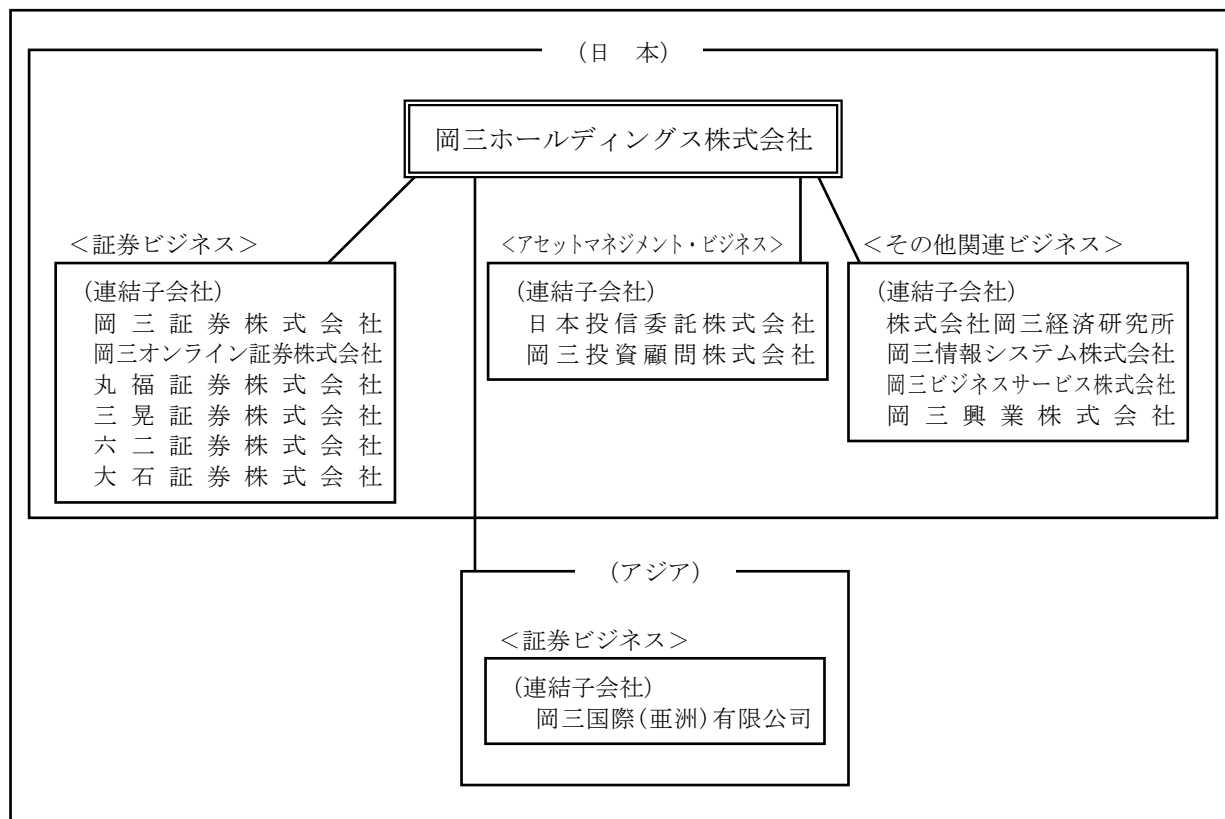 (日 本)
岡三ホールディングス株式会社
＜証券ビジネス＞
(連結子会社)
岡三証券株式会社
岡三オンライン証券株式会社
丸福証券株式会社
三晃証券株式会社
六二証券株式会社
大石証券株式会社
＜アセットマネジメント・ビジネス＞
(連結子会社)
日本投信委託株式会社
岡三投資顧問株式会社
＜その他関連ビジネス＞
(連結子会社)
株式会社岡三経済研究所
岡三情報システム株式会社
岡三ビジネスサービス株式会社
岡三興業株式会社
(アジア)
＜証券ビジネス＞
(連結子会社)
岡三国際(亜洲)有限公司